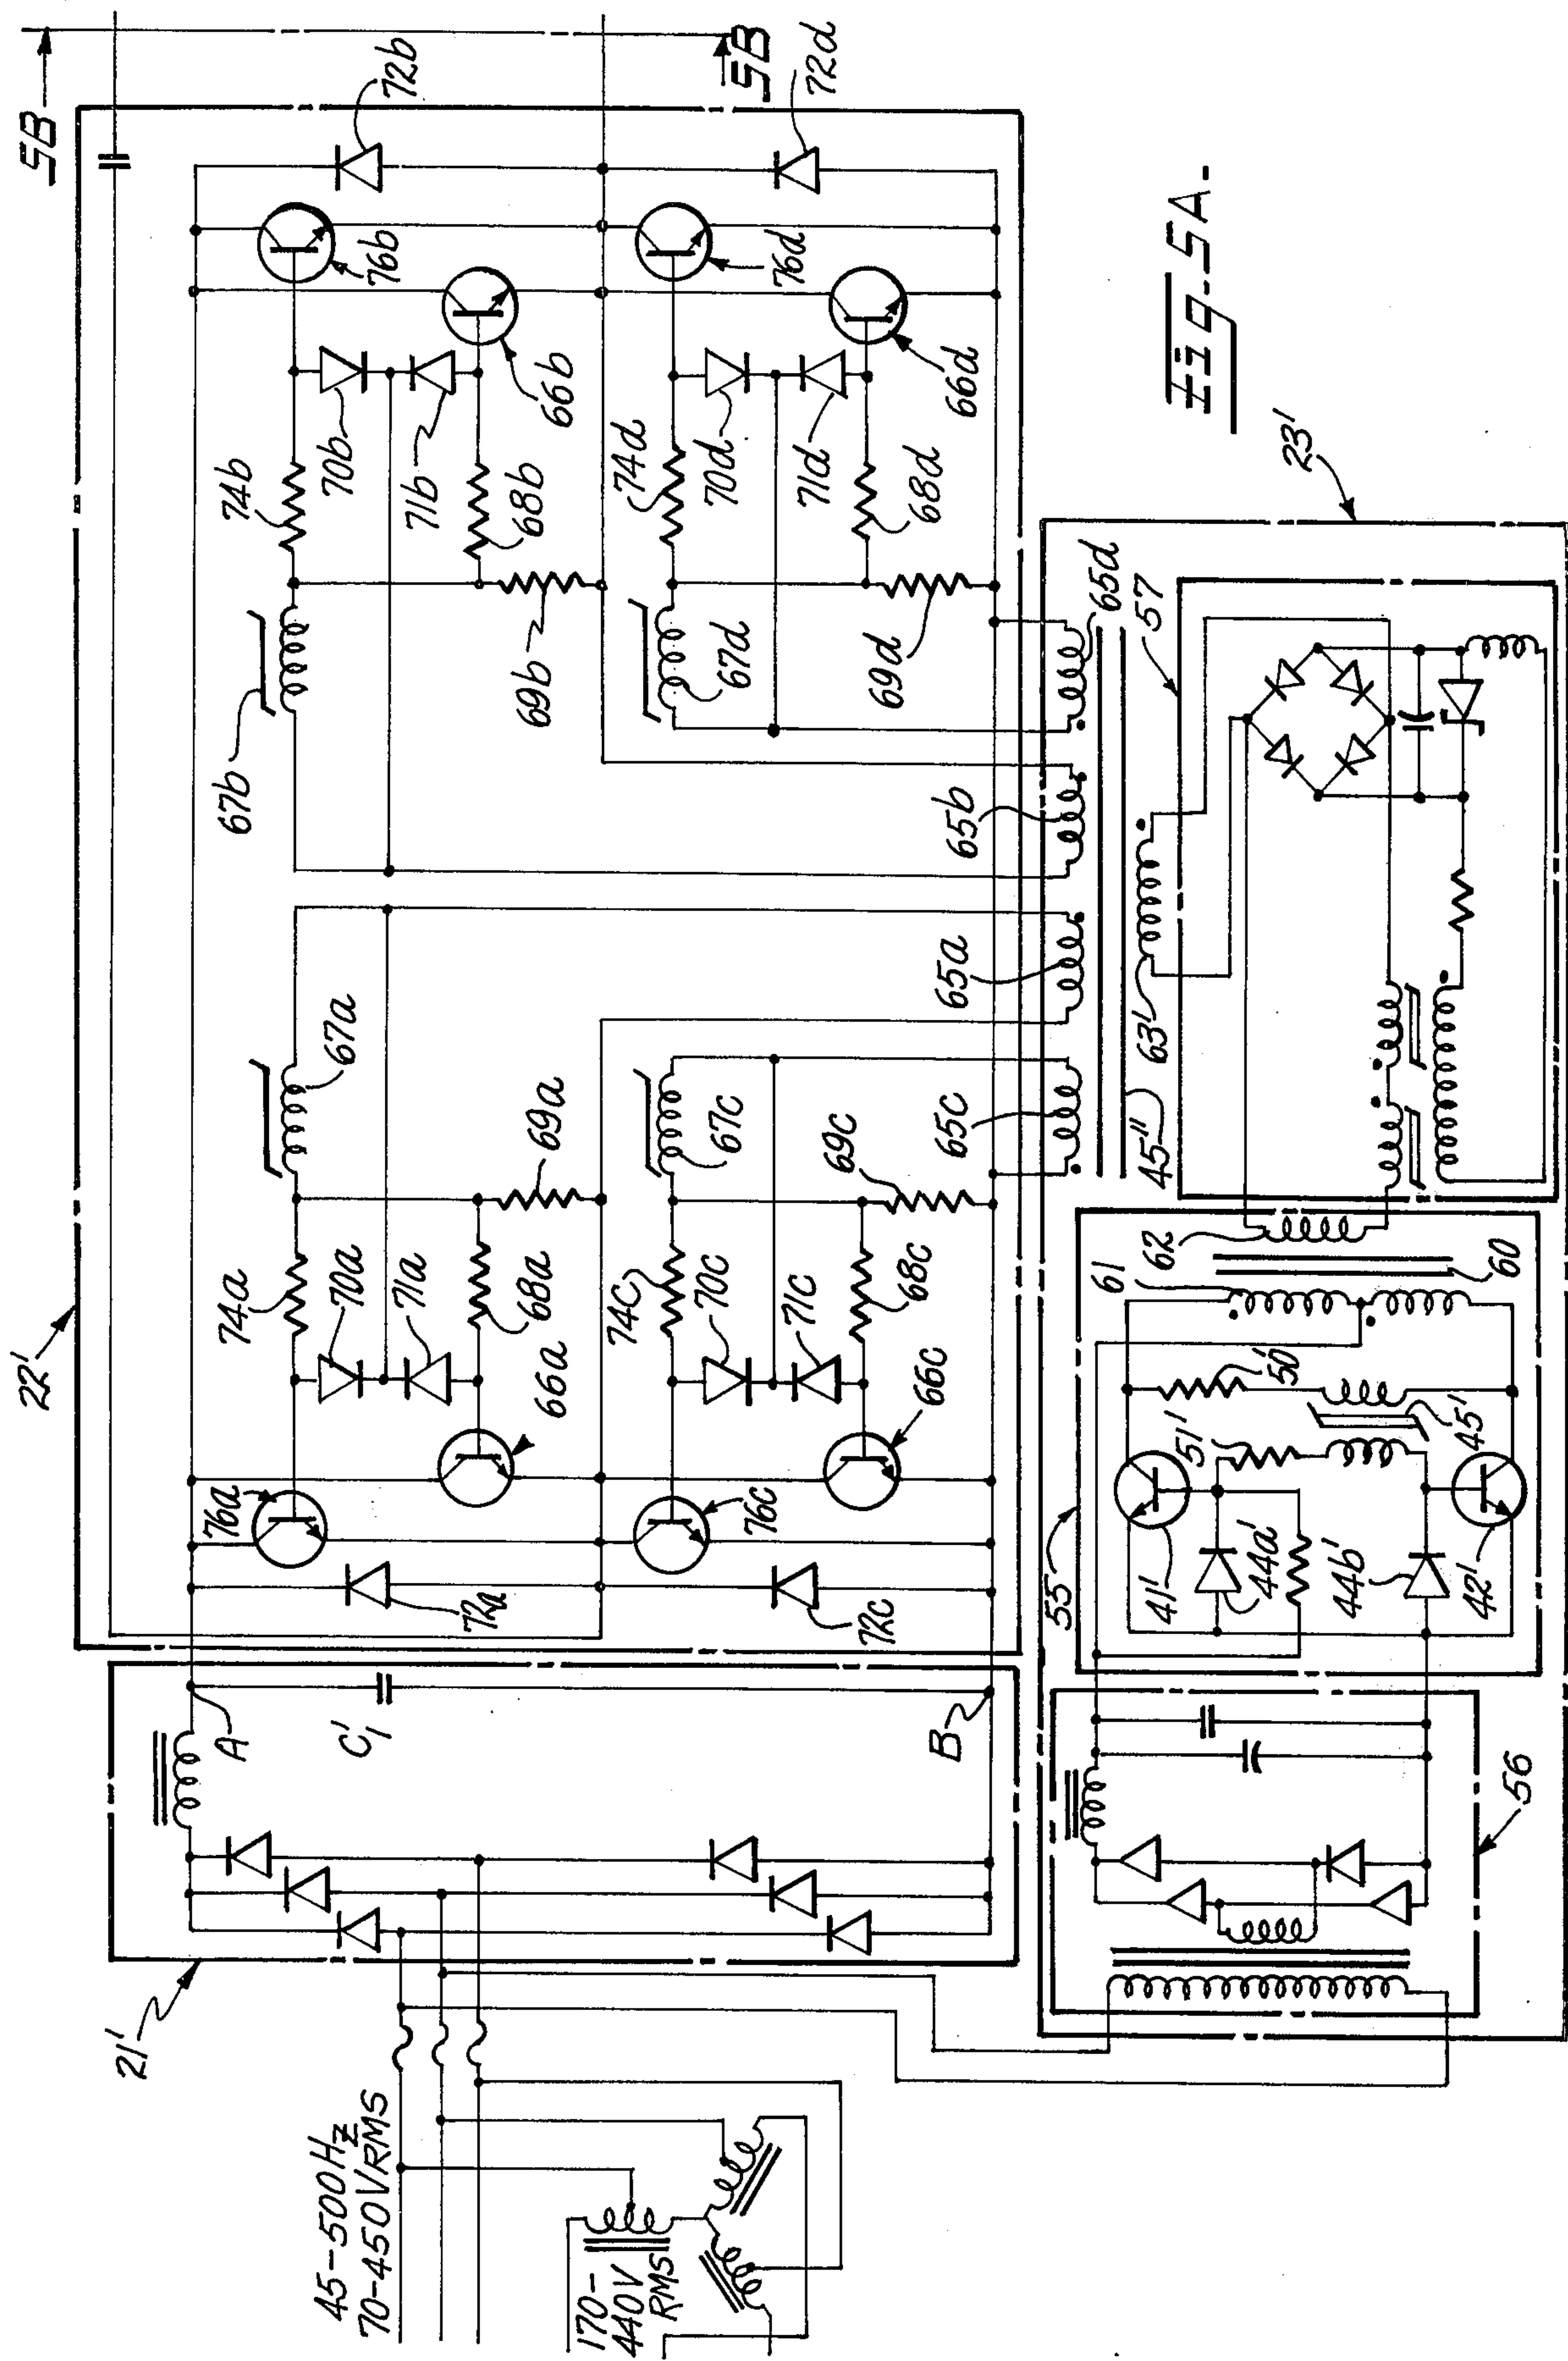 5B
5B
22'
21'
45-500HZ
70-450VRMS
170-
440V
RMS
A
C1'
B
76a
72a
74a
70a
71a
68a
66a
69a
67a
76c
72c
74c
70c
71c
68c
66c
69c
67c
67b
74b
70b
71b
68b
69b
66b
76b
72b
67d
74d
70d
71d
68d
69d
66d
76d
72d
65c
65a
65b
65d
45"
63'
57
23'
62
61
60
50'
51'
45'
41'
44a'
44b'
42'
55
56
Fig-5A-